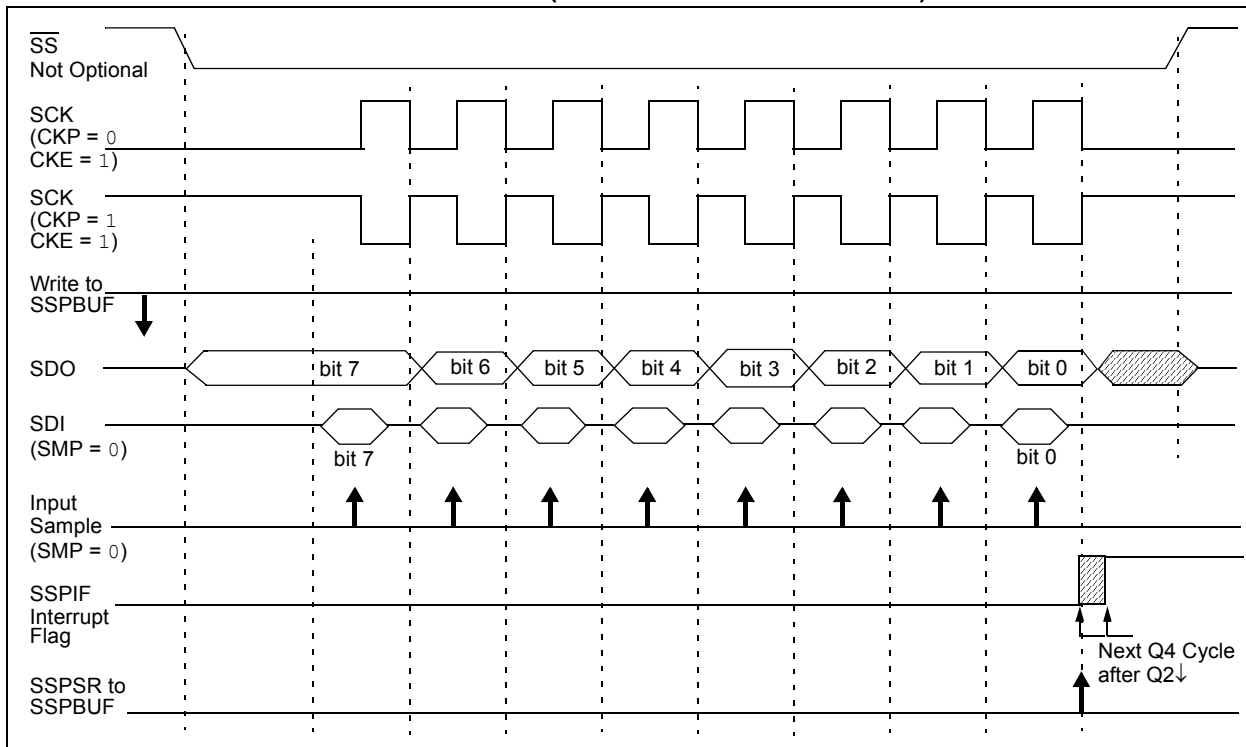 SS
Not Optional
SCK
(CKP = 0
CKE = 1)
SCK
(CKP = 1
CKE = 1)
Write to
SSPBUF
SDO
bit 7 bit 6 bit 5 bit 4 bit 3 bit 2 bit 1 bit 0
SDI
(SMP = 0)
bit 7 bit 0
Input
Sample
(SMP = 0)
SSPIF
Interrupt
Flag
Next Q4 Cycle
after Q2↓
SSPSR to
SSPBUF